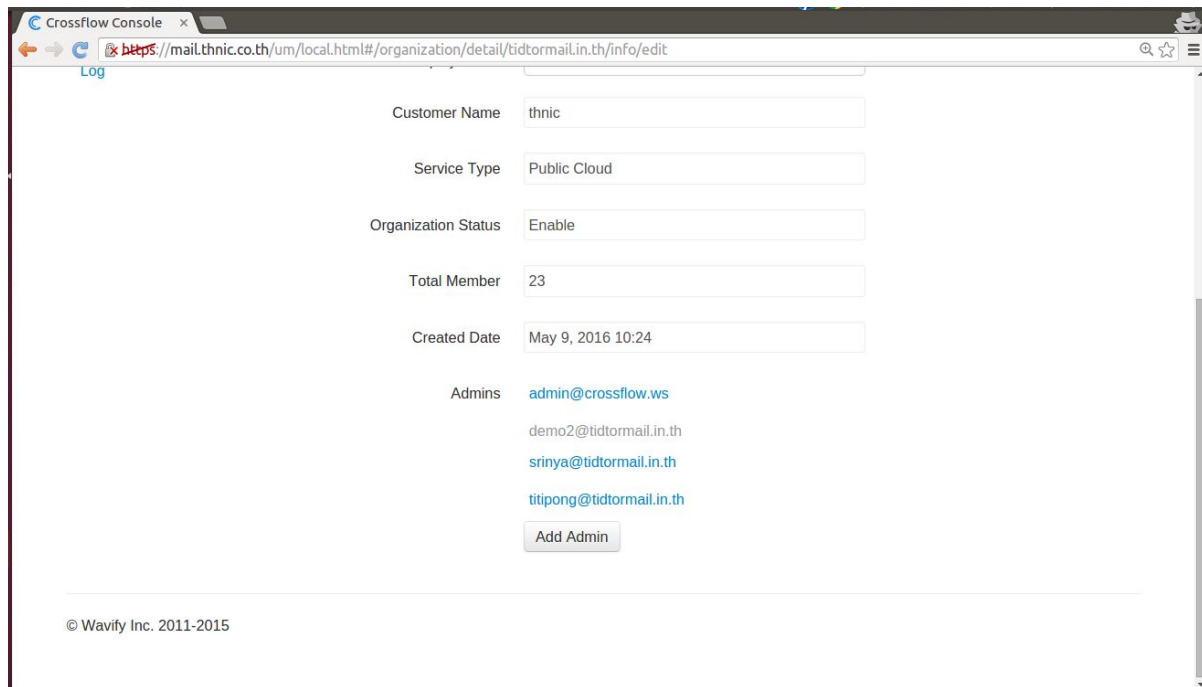 Crossflow Console
https://mail.thnic.co.th/um/local.html#/organization/detail/tidtormail.in.th/info/edit
Log
Customer Name thnic
Service Type Public Cloud
Organization Status Enable
Total Member 23
Created Date May 9, 2016 10:24
Admins admin@crossflow.ws
demo2@tidtormail.in.th
srinya@tidtormail.in.th
titipong@tidtormail.in.th
Add Admin
© Wavify Inc. 2011-2015